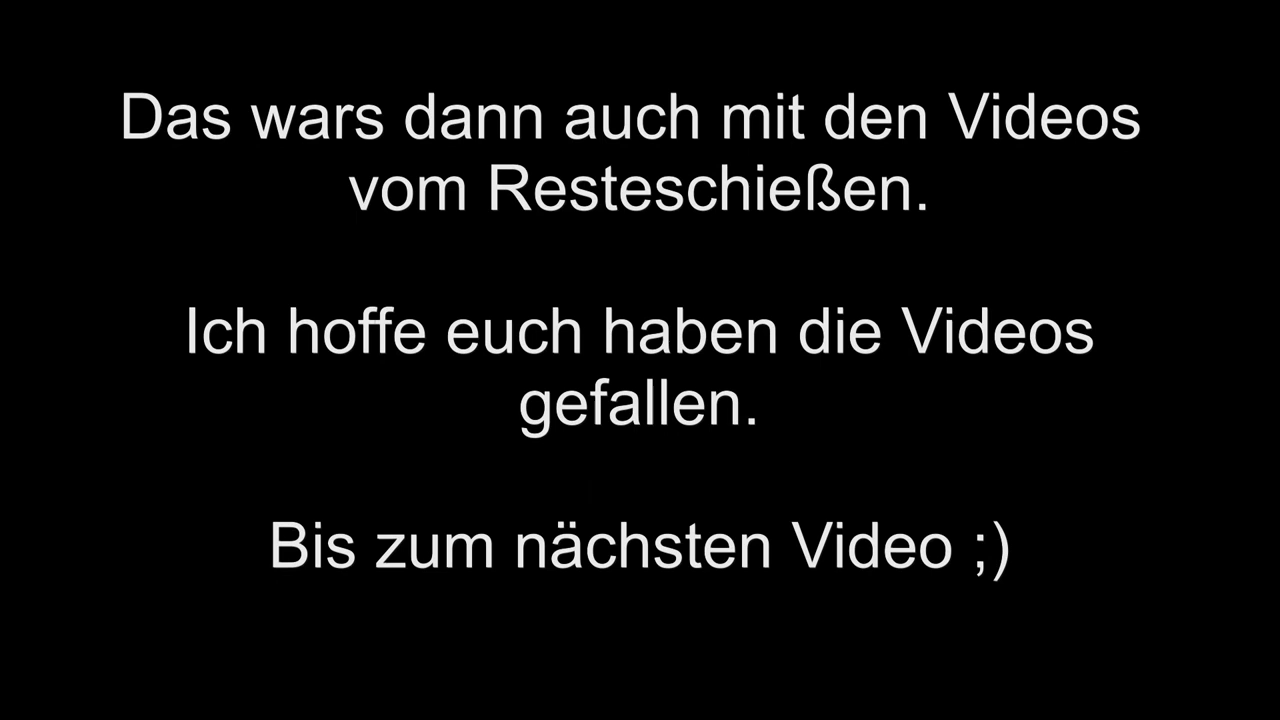 Das wars dann auch mit den Videos
vom Resteschießen.
Ich hoffe euch haben die Videos
gefallen.
Bis zum nächsten Video ;)